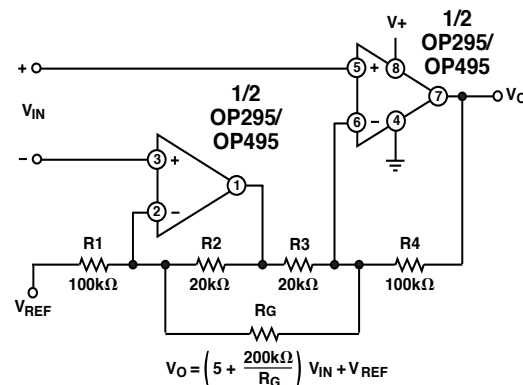 1/2
OP295/
OP495
V+
+
5
+
8
7
VO
VIN
6
−
4
1/2
OP295/
OP495
−
3
+
1
2
−
R1
R2
R3
R4
100kΩ
20kΩ
20kΩ
100kΩ
VREF
RG
VO = (5 + 200kΩ/RG) VIN + VREF